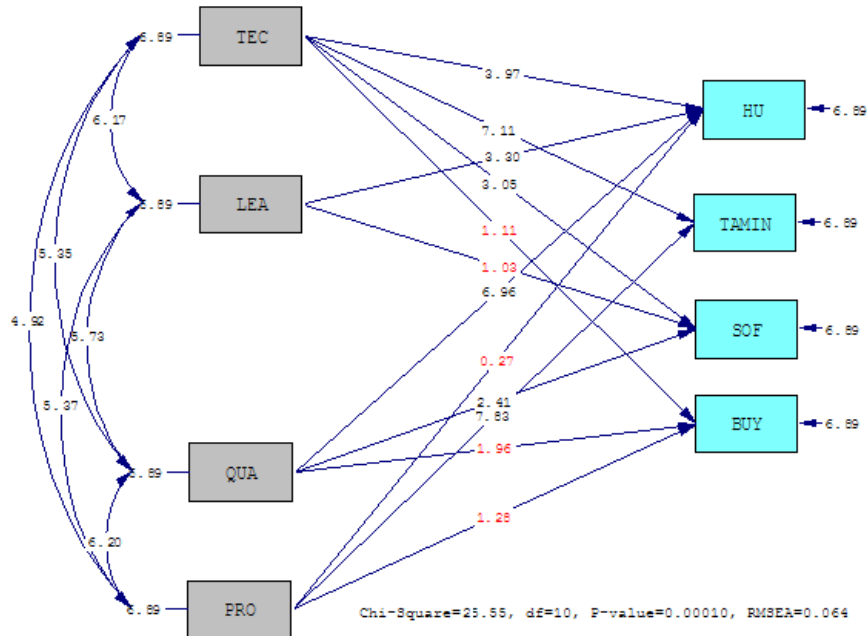 6.89
TEC
3.97
HU
6.89
6.17
7.11
3.30
3.05
6.89
LEA
TAMIN
6.89
1.11
5.35
1.03
6.96
4.92
5.73
SOF
6.89
0.27
5.37
2.41
7.83
BUY
6.89
1.96
6.89
QUA
1.28
6.20
6.89
PRO
Chi-Square=25.55, df=10, P-value=0.00010, RMSEA=0.064